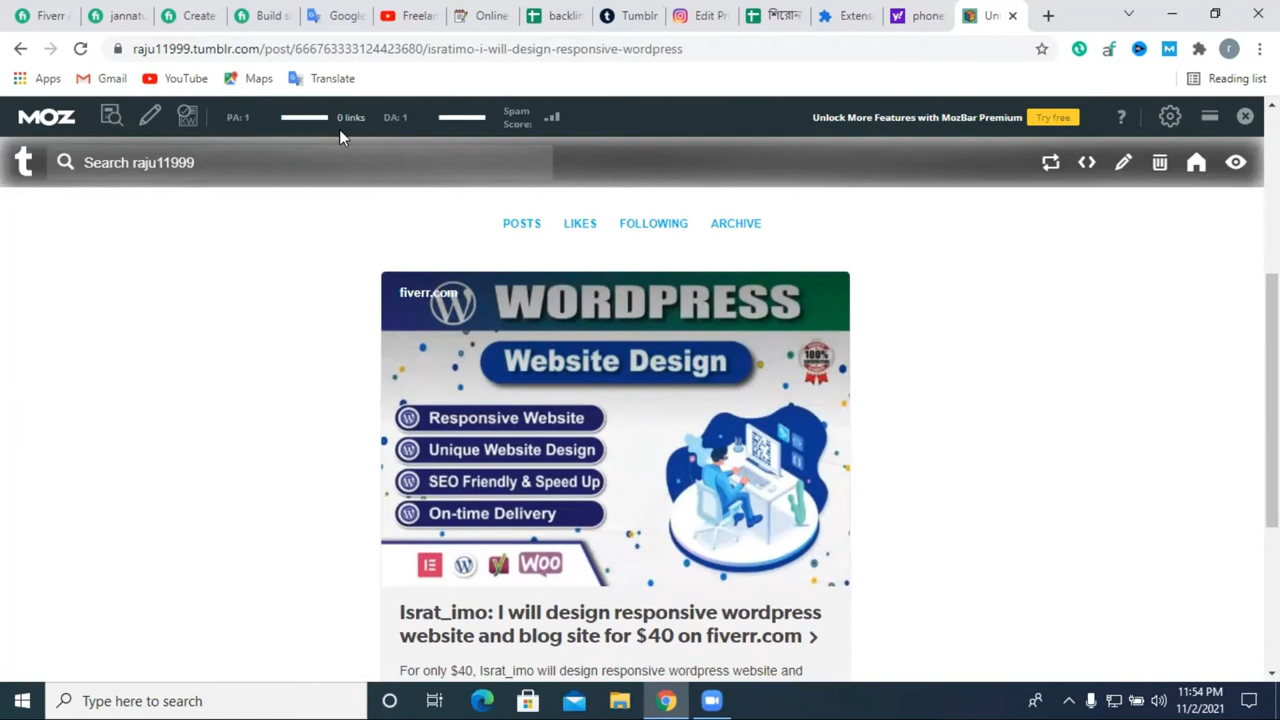 Fiverr
jannatu
Create
Build s
Google
Freelan
Online
backlin
Tumblr
Edit Pr
শিরোন
Exten
phone
Un
raju11999.tumblr.com/post/666763333124423680/isratimo-i-will-design-responsive-wordpress
r
Apps
Gmail
YouTube
Maps
Translate
Reading list
MOZ
KW
PA: 1
0 links
DA: 1
Spam
Score:
Unlock More Features with MozBar Premium
Try free
?
t
Search raju11999
POSTS
LIKES
FOLLOWING
ARCHIVE
fiverr.com
WORDPRESS
Website Design
100%
Responsive Website
Unique Website Design
SEO Friendly & Speed Up
On-time Delivery
WOO
Israt_imo: I will design responsive wordpress
website and blog site for $40 on fiverr.com
For only $40, Israt_imo will design responsive wordpress website and
Type here to search
11:54 PM
11/2/2021